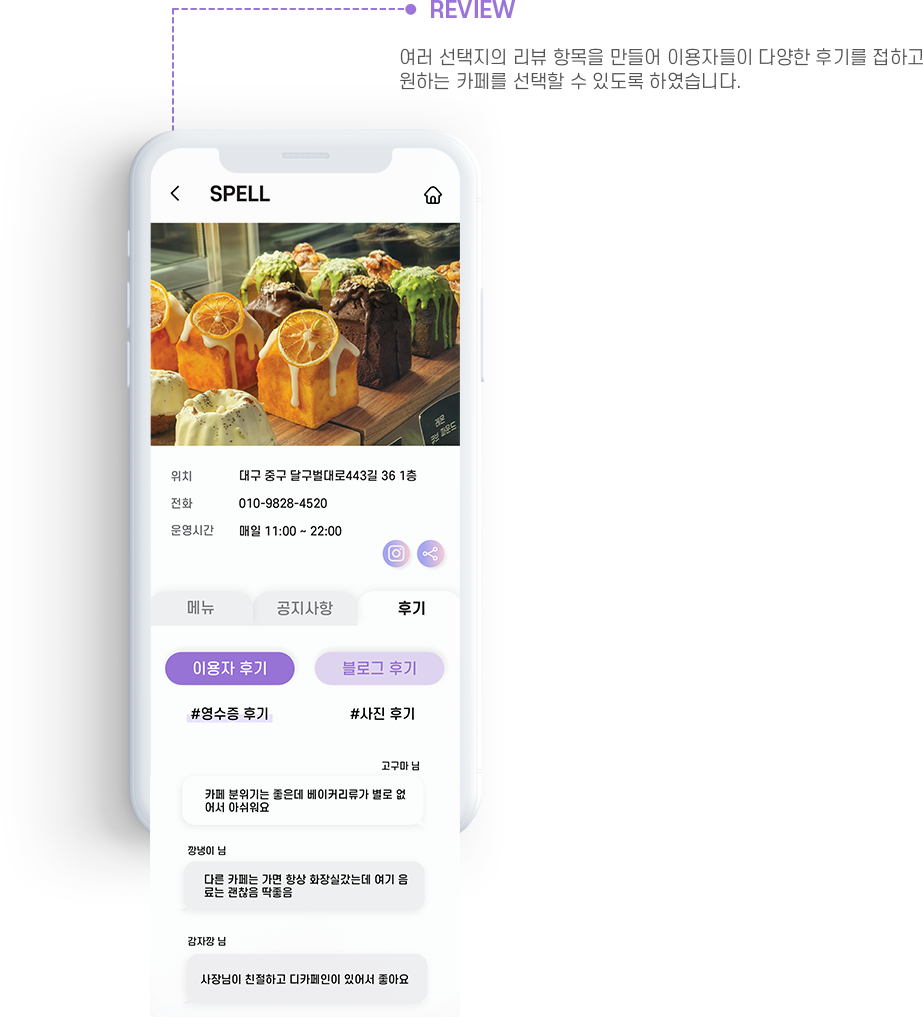 REVIEW
여러 선택지의 리뷰 항목을 만들어 이용자들이 다양한 후기를 접하고
원하는 카페를 선택할 수 있도록 하였습니다.
SPELL
레몬
파운드
위치 대구 중구 달구벌대로443길 36 1층
전화 010-9828-4520
운영시간 매일 11:00 ~ 22:00
메뉴 공지사항 후기
이용자 후기 블로그 후기
#영수증 후기 #사진 후기
고구마 님
카페 분위기는 좋은데 베이커리류가 별로 없
어서 아쉬워요
깡냉이 님
다른 카페는 가면 항상 화장실갔는데 여기 음
료는 괜찮음 딱좋음
감자깡 님
사장님이 친절하고 디카페인이 있어서 좋아요